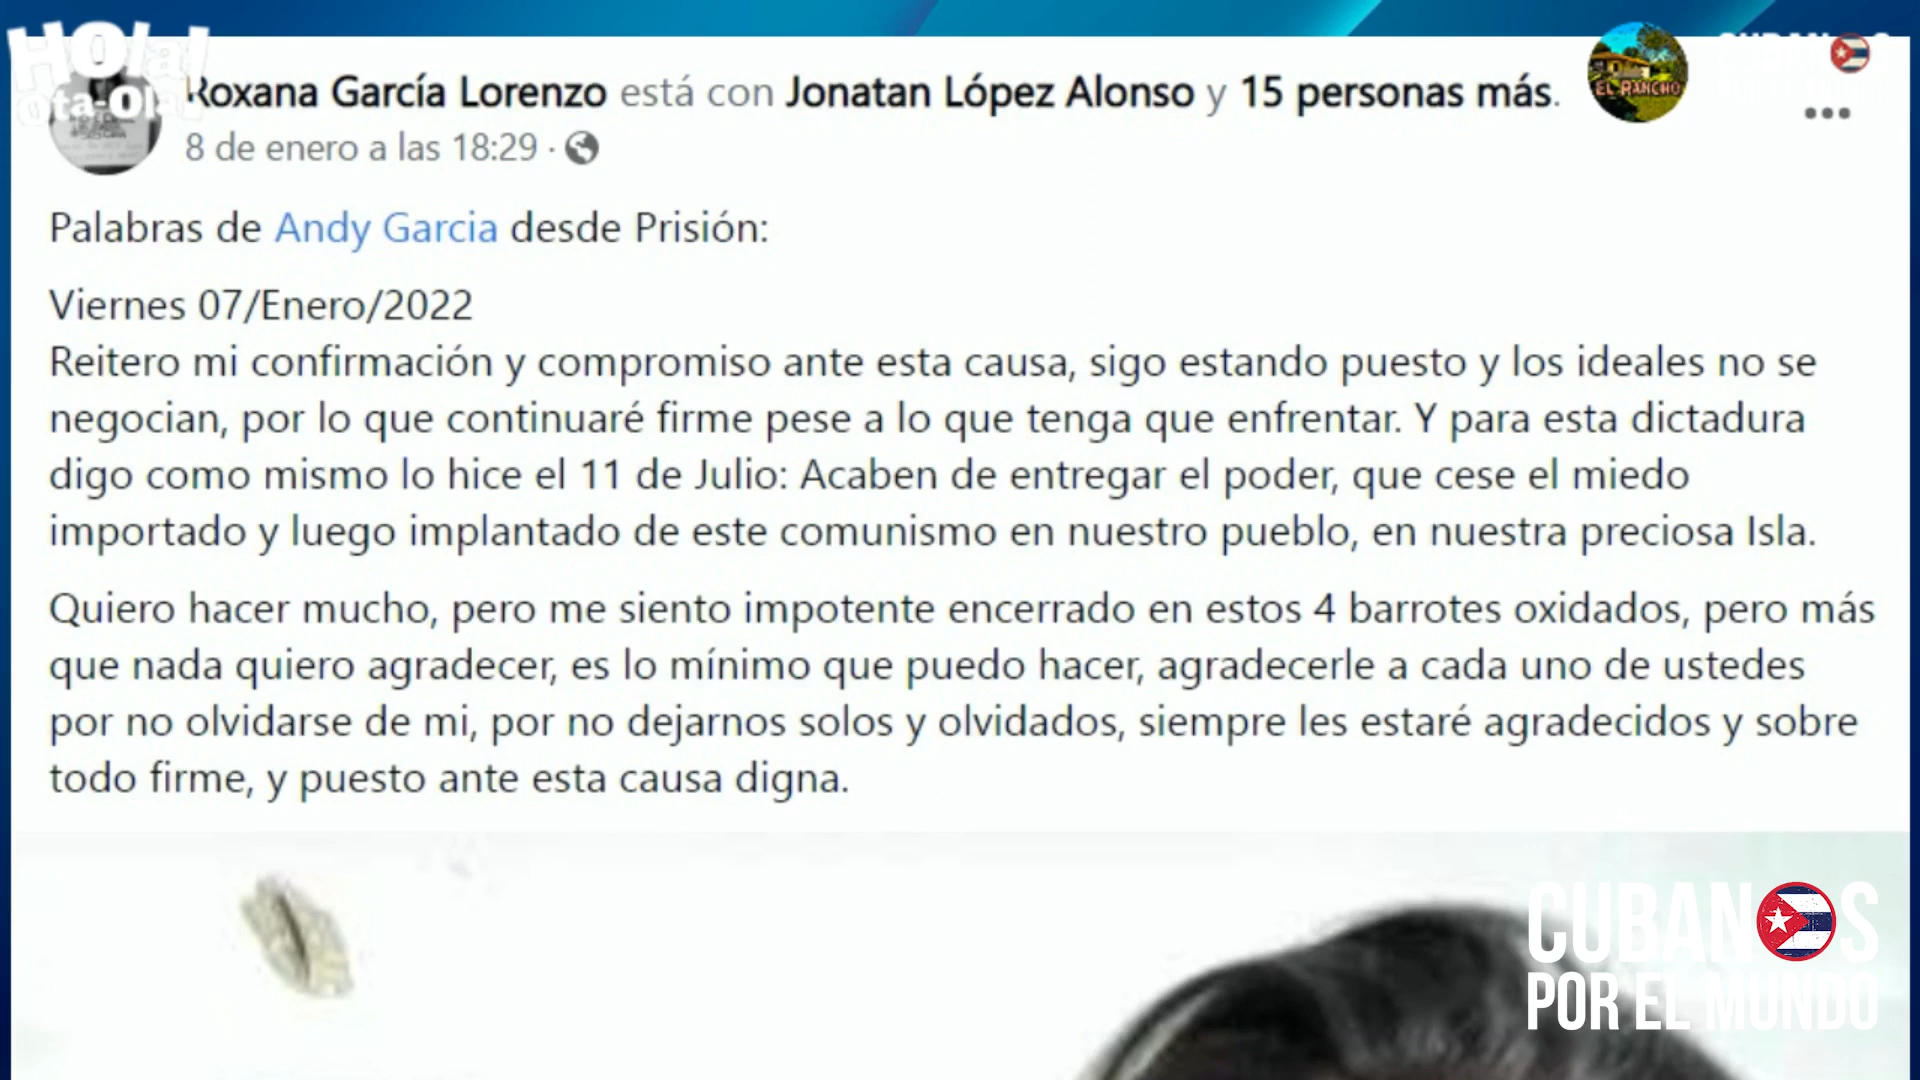 HOla!
Ota-Ola!
Roxana García Lorenzo está con Jonatan López Alonso y 15 personas más.
EL RANCHO
8 de enero a las 18:29 ·
Palabras de Andy Garcia desde Prisión:
Viernes 07/Enero/2022
Reitero mi confirmación y compromiso ante esta causa, sigo estando puesto y los ideales no se
negocian, por lo que continuaré firme pese a lo que tenga que enfrentar. Y para esta dictadura
digo como mismo lo hice el 11 de Julio: Acaben de entregar el poder, que cese el miedo
importado y luego implantado de este comunismo en nuestro pueblo, en nuestra preciosa Isla.
Quiero hacer mucho, pero me siento impotente encerrado en estos 4 barrotes oxidados, pero más
que nada quiero agradecer, es lo mínimo que puedo hacer, agradecerle a cada uno de ustedes
por no olvidarse de mi, por no dejarnos solos y olvidados, siempre les estaré agradecidos y sobre
todo firme, y puesto ante esta causa digna.
CUBANOS
POR EL MUNDO